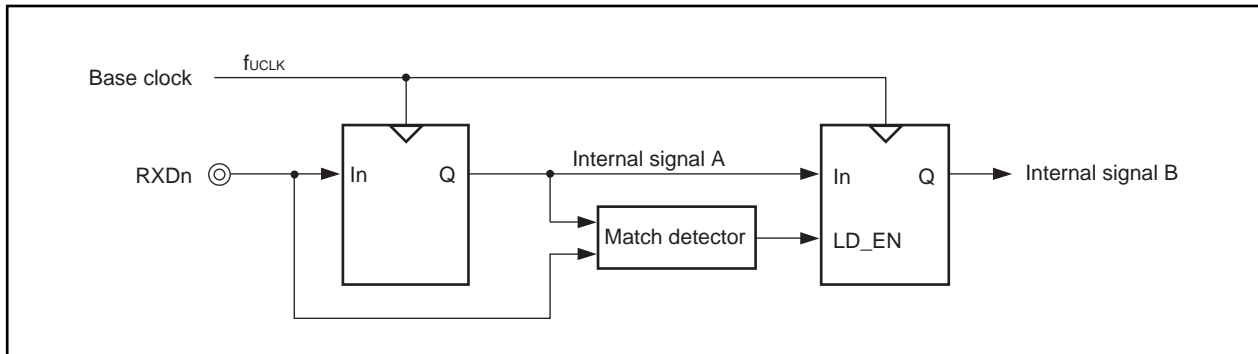 Base clock
fUCLK
RXDn
In
Q
Internal signal A
In
Q
Internal signal B
Match detector
LD_EN